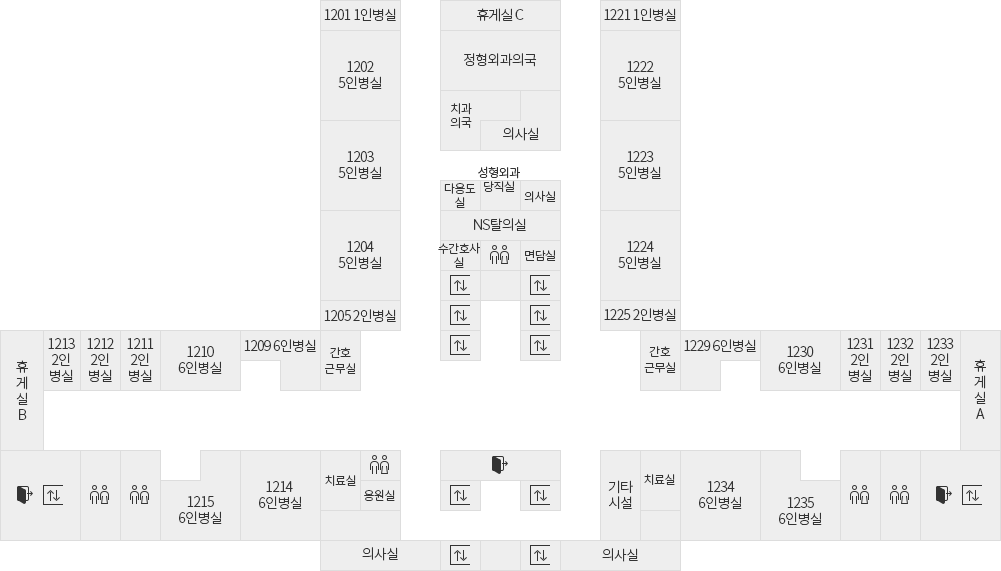 1201 1인병실
휴게실 C
1221 1인병실
1202
5인병실
정형외과의국
1222
5인병실
치과
의국
의사실
1203
5인병실
1223
5인병실
성형외과
당직실
다용도
실
의사실
NS탈의실
1204
5인병실
수간호사
실
면담실
1224
5인병실
1205 2인병실
1225 2인병실
휴
게
실
B
1213
2인
병실
1212
2인
병실
1211
2인
병실
1210
6인병실
1209 6인병실
간호
근무실
간호
근무실
1229 6인병실
1230
6인병실
1231
2인
병실
1232
2인
병실
1233
2인
병실
휴
게
실
A
1215
6인병실
1214
6인병실
치료실
응원실
기타
시설
치료실
1234
6인병실
1235
6인병실
의사실
의사실